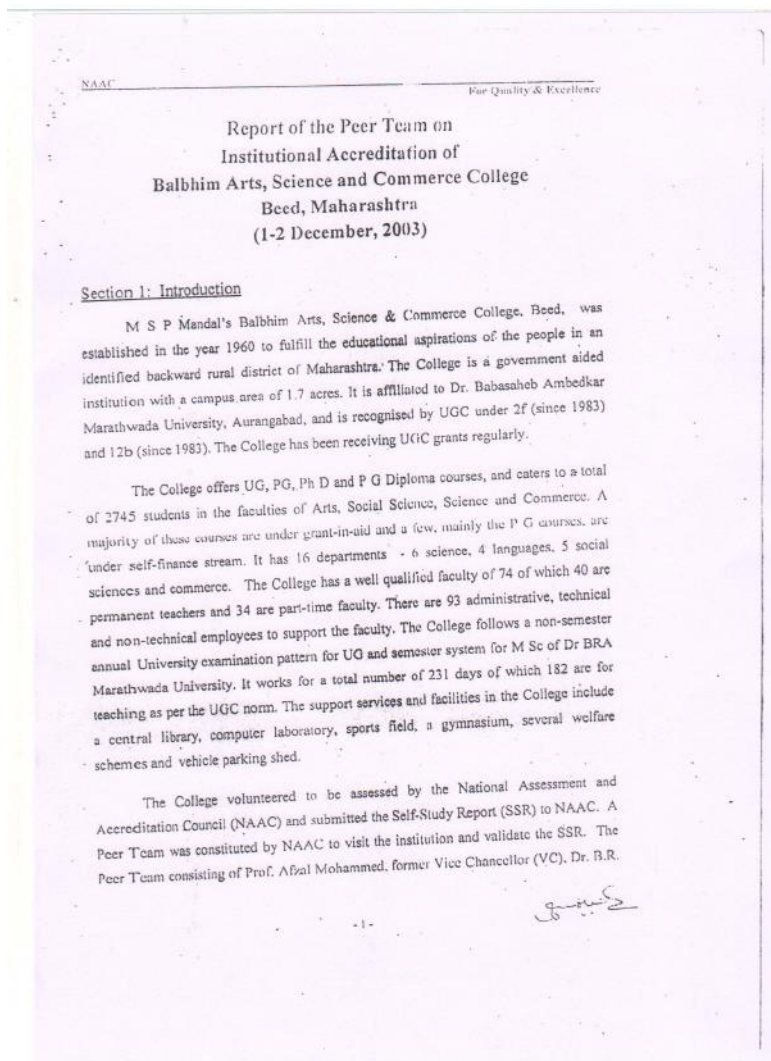 NAAC
For Quality & Excellence
Report of the Peer Team on
Institutional Accreditation of
Balbhim Arts, Science and Commerce College
Beed, Maharashtra
(1-2 December, 2003)
Section 1: Introduction
M S P Mandal's Balbhim Arts, Science & Commerce College, Beed, was
established in the year 1960 to fulfill the educational aspirations of the people in an
identified backward rural district of Maharashtra. The College is a government aided
institution with a campus area of 1.7 acres. It is affiliated to Dr. Babasaheb Ambedkar
Marathwada University, Aurangabad, and is recognised by UGC under 2f (since 1983)
and 12b (since 1983). The College has been receiving UGC grants regularly.
The College offers UG, PG, Ph D and P G Diploma courses, and caters to a total
of 2745 students in the faculties of Arts, Social Science, Science and Commerce. A
majority of these courses are under grant-in-aid and a few, mainly the P G courses, are
under self-finance stream. It has 16 departments - 6 science, 4 languages, 5 social
sciences and commerce. The College has a well qualified faculty of 74 of which 40 are
permanent teachers and 34 are part-time faculty. There are 93 administrative, technical
and non-technical employees to support the faculty. The College follows a non-semester
annual University examination pattern for UG and semester system for M Sc of Dr BRA
Marathwada University. It works for a total number of 231 days of which 182 are for
teaching as per the UGC norm. The support services and facilities in the College include
a central library, computer laboratory, sports field, a gymnasium, several welfare
schemes and vehicle parking shed.
The College volunteered to be assessed by the National Assessment and
Accreditation Council (NAAC) and submitted the Self-Study Report (SSR) to NAAC. A
Peer Team was constituted by NAAC to visit the institution and validate the SSR. The
Peer Team consisting of Prof. Afzal Mohammed, former Vice Chancellor (VC), Dr. B.R.
- 1 -